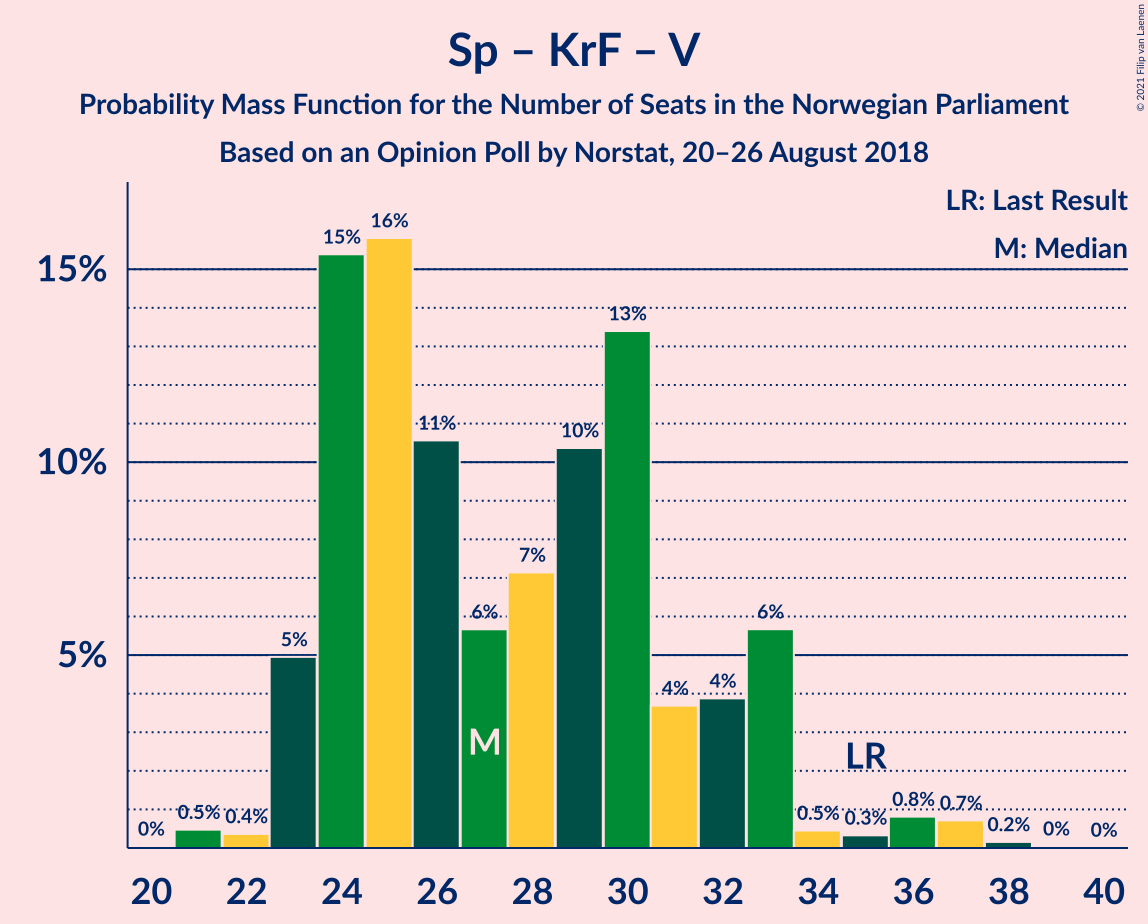 Sp – KrF – V
Probability Mass Function for the Number of Seats in the Norwegian Parliament
Based on an Opinion Poll by Norstat, 20–26 August 2018
© 2021 Filip van Laenen
LR: Last Result
M: Median
15%
10%
5%
0%
0.5%
0.4%
5%
15%
16%
11%
6%
7%
10%
13%
4%
4%
6%
0.5%
0.3%
0.8%
0.7%
0.2%
0%
0%
M
LR
20 22 24 26 28 30 32 34 36 38 40